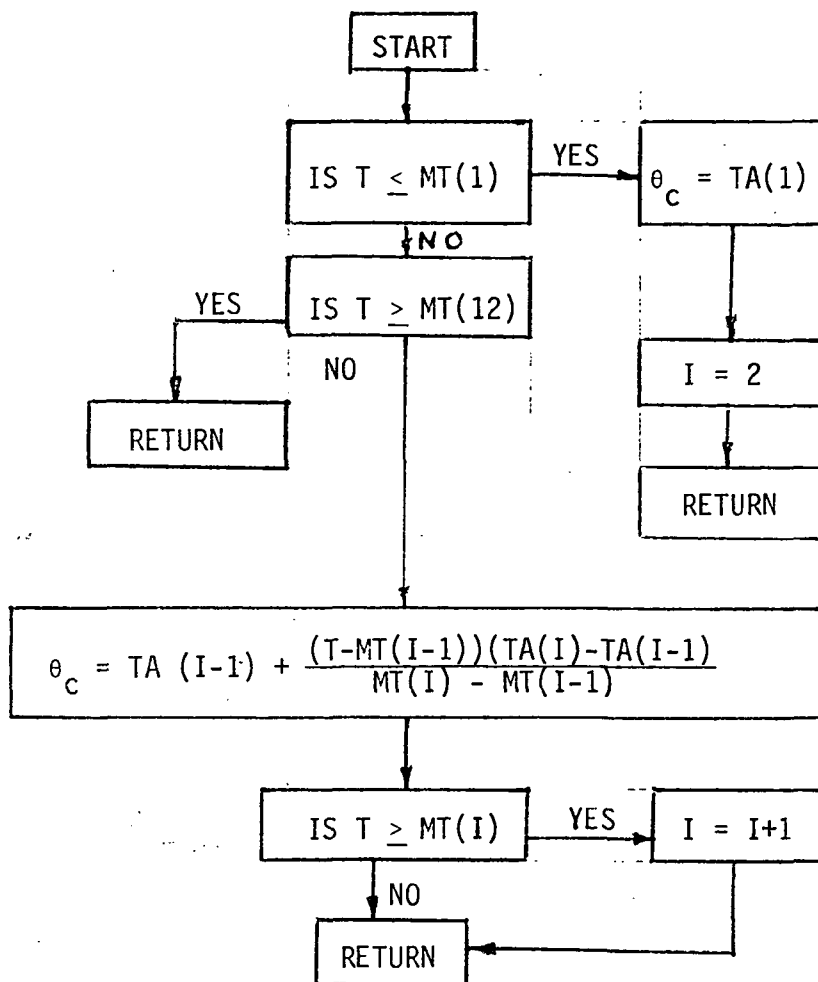 START
IS T ≤ MT(1)
YES
θc = TA(1)
NO
IS T ≥ MT(12)
YES
NO
I = 2
RETURN
RETURN
θc = TA (I-1) + (T-MT(I-1))(TA(I)-TA(I-1)
MT(I) - MT(I-1)
IS T ≥ MT(I)
YES
I = I+1
NO
RETURN